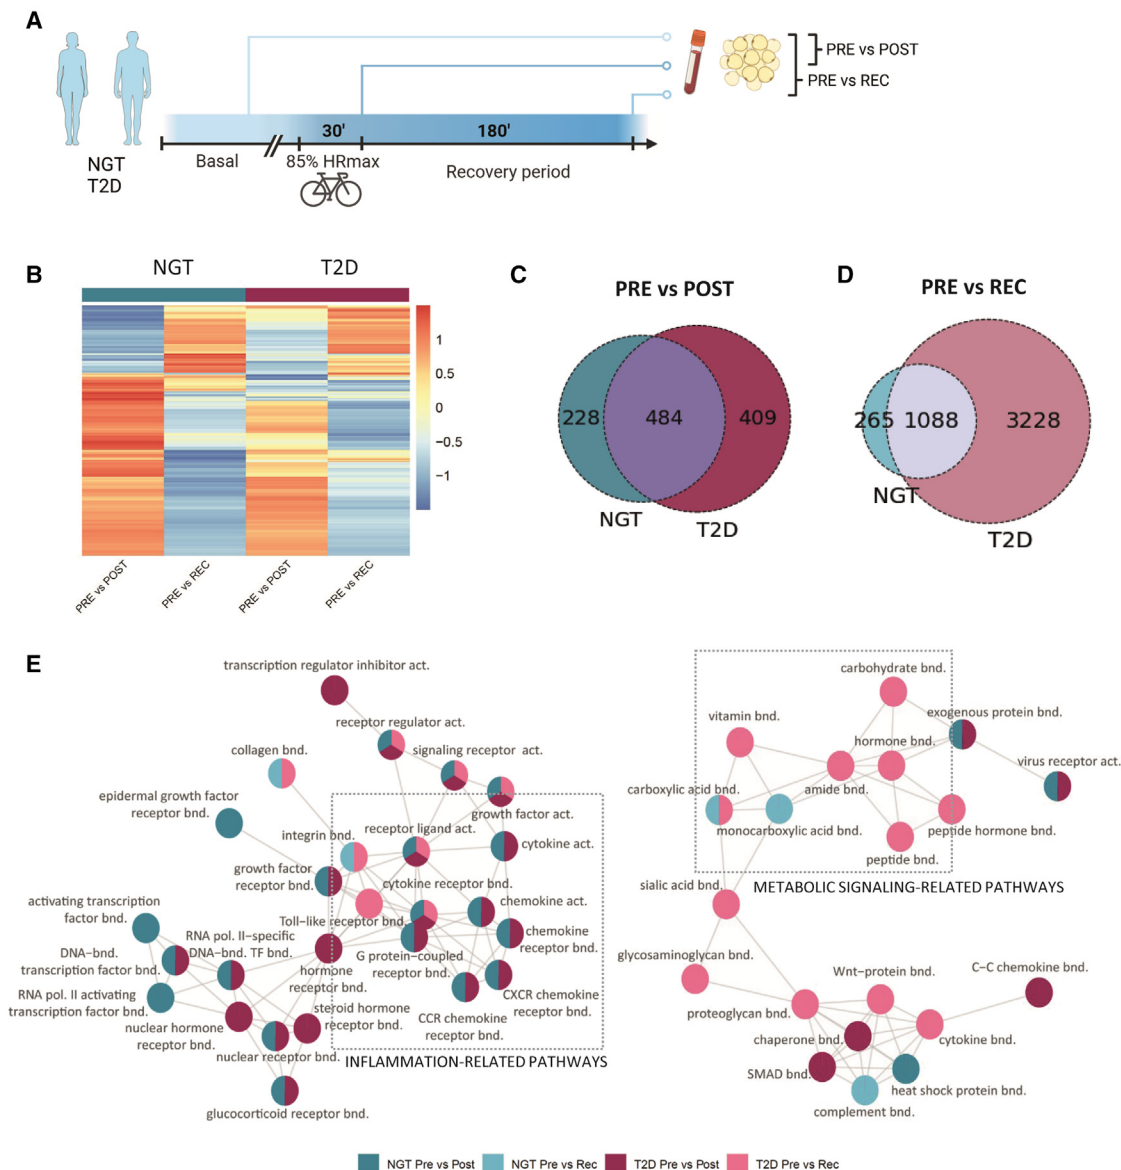 A
NGT
T2D
Basal
30'
85% HRmax
180'
Recovery period
PRE vs POST
PRE vs REC
B
NGT
T2D
1
0.5
0
−0.5
−1
PRE vs POST
PRE vs REC
PRE vs POST
PRE vs REC
C
PRE vs POST
228
484
409
NGT
T2D
D
PRE vs REC
265
1088
3228
NGT
T2D
E
transcription regulator inhibitor act.
receptor regulator act.
collagen bnd.
signaling receptor act.
epidermal growth factor
receptor bnd.
growth factor act.
integrin bnd.
receptor ligand act.
cytokine act.
growth factor
receptor bnd.
cytokine receptor bnd.
activating transcription
factor bnd.
chemokine act.
Toll−like receptor bnd.
RNA pol. II−specific
DNA−bnd. TF bnd.
chemokine
receptor bnd.
DNA−bnd.
transcription factor bnd.
G protein−coupled
receptor bnd.
hormone
receptor bnd.
RNA pol. II activating
transcription factor bnd.
CXCR chemokine
receptor bnd.
steroid hormone
receptor bnd.
CCR chemokine
receptor bnd.
nuclear hormone
receptor bnd.
nuclear receptor bnd.
INFLAMMATION-RELATED PATHWAYS
glucocorticoid receptor bnd.
carbohydrate bnd.
vitamin bnd.
exogenous protein bnd.
hormone bnd.
virus receptor act.
carboxylic acid bnd.
amide bnd.
monocarboxylic acid bnd.
peptide hormone bnd.
peptide bnd.
sialic acid bnd.
METABOLIC SIGNALING-RELATED PATHWAYS
glycosaminoglycan bnd.
Wnt−protein bnd.
C−C chemokine bnd.
proteoglycan bnd.
chaperone bnd.
cytokine bnd.
SMAD bnd.
heat shock protein bnd.
complement bnd.
NGT Pre vs Post
NGT Pre vs Rec
T2D Pre vs Post
T2D Pre vs Rec